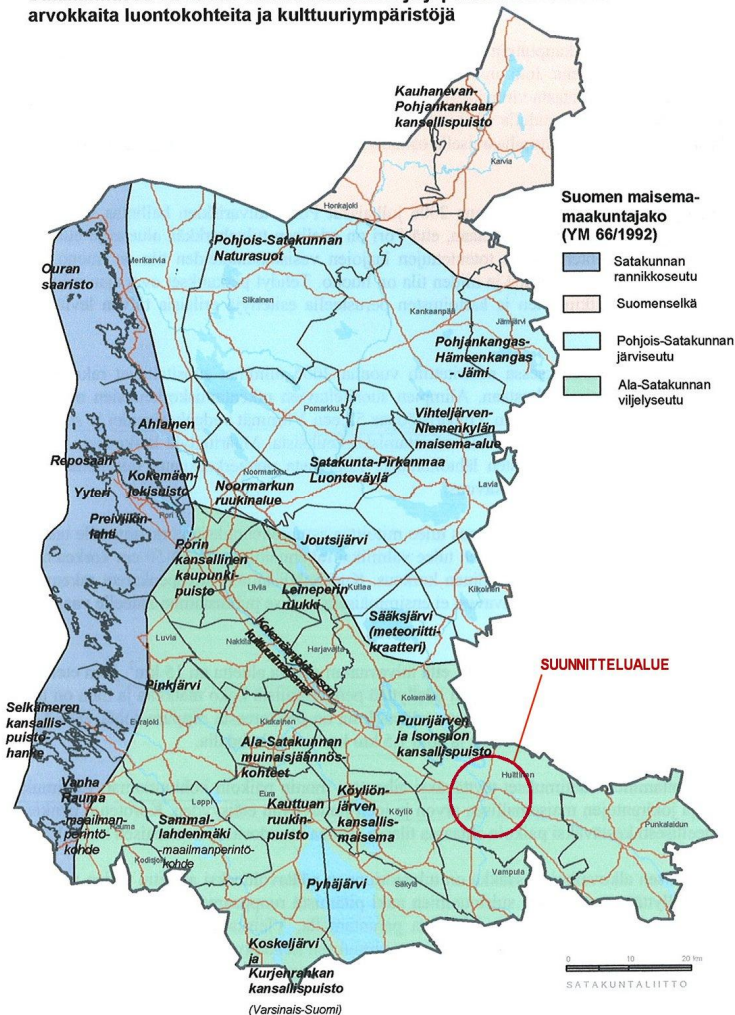 arvokkaita luontokohteita ja kulttuuriympäristöjä
Kauhanevan-
Pohjankankaan
kansallispuisto
Karvia
Honkajoki
Suomen maisema-
maakuntajako
(YM 66/1992)
Satakunnan
rannikkoseutu
Suomenselkä
Pohjois-Satakunnan
järviseutu
Ala-Satakunnan
viljelyseutu
Pohjois-Satakunnan
Naturasuot
Merikarvia
Ouran
saaristo
Siikainen
Kankaanpää
Jämijärvi
Pohjankangas-
Hämeenkangas
- Jämi
Pomarkku
Vihteljärven-
Niemenkylän
maisema-alue
Ahlainen
Reposaari
Yyteri
Kokemäen-
jokisuisto
Noormarkku
Noormarkun
ruukinalue
Satakunta-Pirkanmaa
Luontoväylä
Lavia
Preiviikin-
lahti
Pori
Porin
kansallinen
kaupunki-
puisto
Joutsijärvi
Ulvila
Leineperin
ruukki
Kullaa
Kiikoinen
Sääksjärvi
(meteoriitti-
kraatteri)
Luvia
Nakkila
Harjavalta
Kokemäenjokilaakson
kulttuurimaisemat
SUUNNITTELUALUE
Pinkjärvi
Kokemäki
Selkämeren
kansallis-
puisto-
hanke
Eurajoki
Kiukainen
Puurijärven
ja Isonsuon
kansallispuisto
Ala-Satakunnan
muinaisjäännös-
kohteet
Huittinen
Vanha
Rauma
maailman-
perintö-
kohde
Rauma
Lappi
Eura
Kauttuan
ruukin-
puisto
Köyliön-
järven
kansallis-
maisema
Köyliö
Punkalaidun
Sammal-
lahdenmäki
-maailmanperintö-
kohde
Kodisjoki
Vampula
Pyhäjärvi
Säkylä
Koskeljärvi
ja
Kurjenrahkan
kansallispuisto
(Varsinais-Suomi)
0 10 20 km
SATAKUNTALIITTO